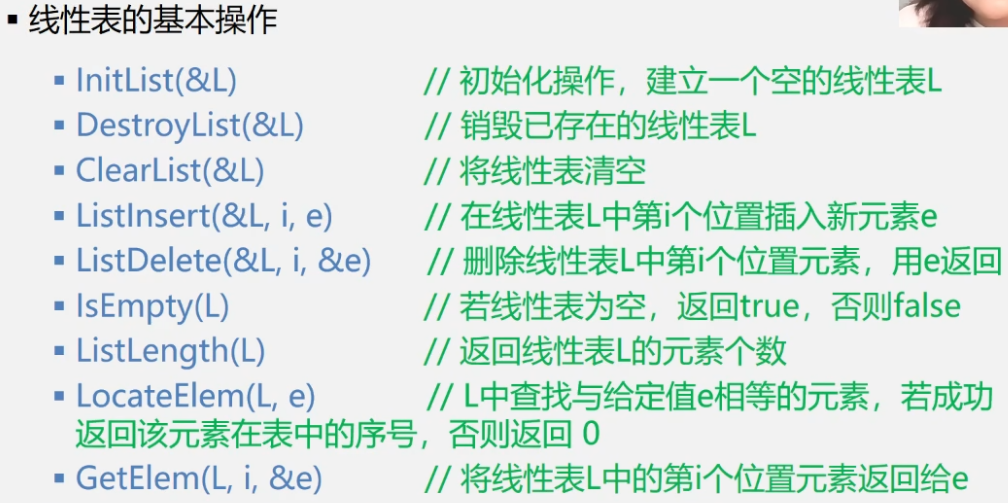 ▪ 线性表的基本操作
▪ InitList(&L) // 初始化操作，建立一个空的线性表L
▪ DestroyList(&L) // 销毁已存在的线性表L
▪ ClearList(&L) // 将线性表清空
▪ ListInsert(&L, i, e) // 在线性表L中第i个位置插入新元素e
▪ ListDelete(&L, i, &e) // 删除线性表L中第i个位置元素，用e返回
▪ IsEmpty(L) // 若线性表为空，返回true，否则false
▪ ListLength(L) // 返回线性表L的元素个数
▪ LocateElem(L, e) // L中查找与给定值e相等的元素，若成功
返回该元素在表中的序号，否则返回 0
▪ GetElem(L, i, &e) // 将线性表L中的第i个位置元素返回给e